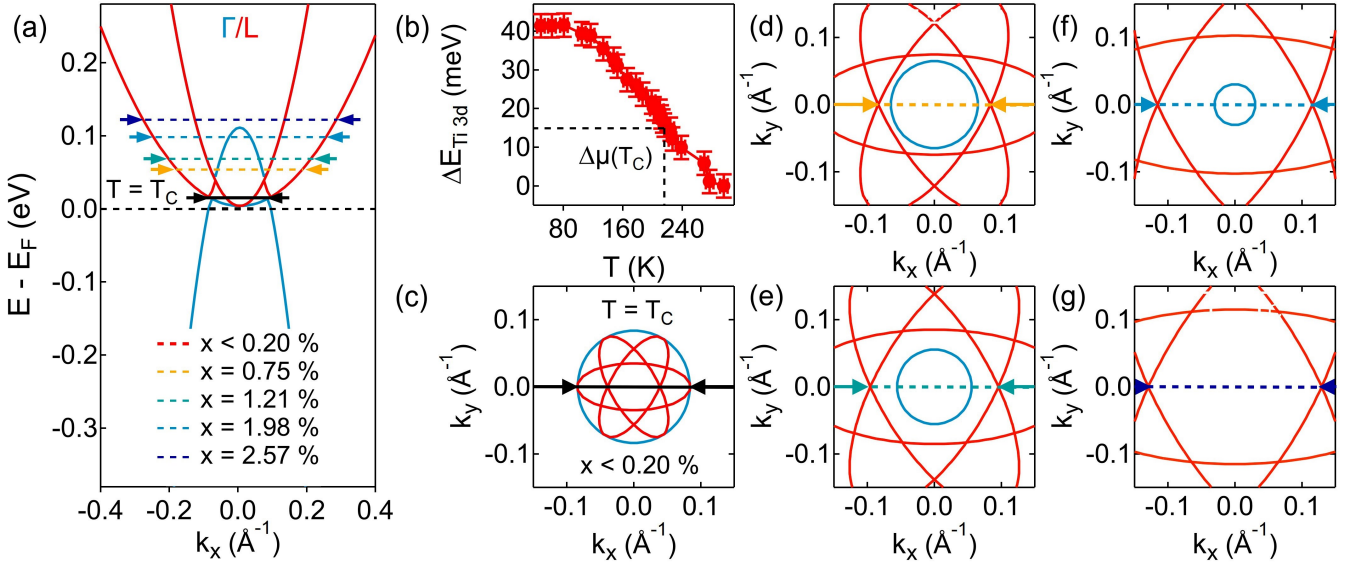 (a)
Γ/L
E - E_F (eV)
0.2
0.1
0.0
-0.1
-0.2
-0.3
T = T_C
x < 0.20 %
x = 0.75 %
x = 1.21 %
x = 1.98 %
x = 2.57 %
-0.4 -0.2 0.0 0.2 0.4
k_x (Å⁻¹)
(b)
ΔE_Ti 3d (meV)
40
30
20
10
0
Δμ(T_C)
80 160 240
T (K)
(c)
T = T_C
k_y (Å⁻¹)
0.1
0.0
-0.1
x < 0.20 %
-0.1 0.0 0.1
k_x (Å⁻¹)
(d)
k_y (Å⁻¹)
0.1
0.0
-0.1
-0.1 0.0 0.1
k_x (Å⁻¹)
(e)
k_y (Å⁻¹)
0.1
0.0
-0.1
-0.1 0.0 0.1
k_x (Å⁻¹)
(f)
k_y (Å⁻¹)
0.1
0.0
-0.1
-0.1 0.0 0.1
k_x (Å⁻¹)
(g)
k_y (Å⁻¹)
0.1
0.0
-0.1
-0.1 0.0 0.1
k_x (Å⁻¹)